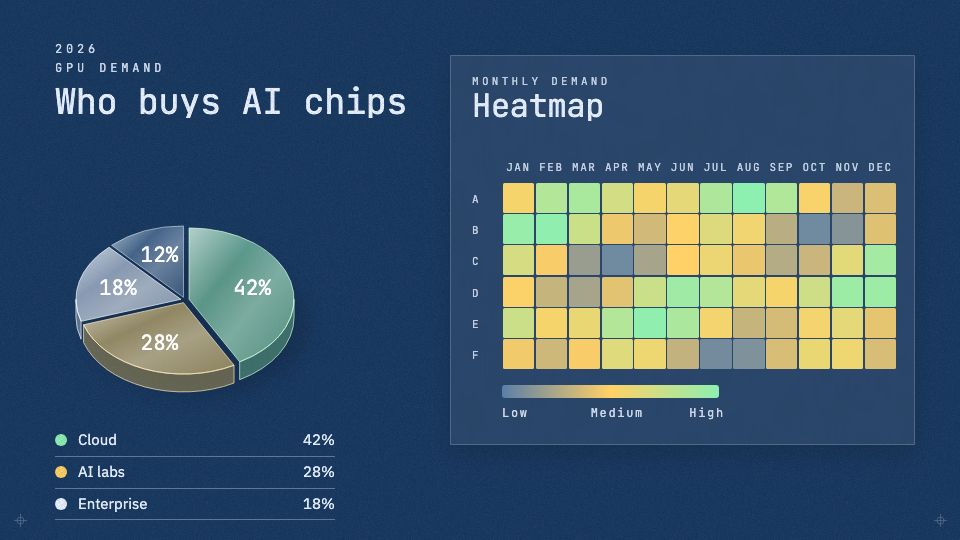 2026
GPU DEMAND
Who buys AI chips
12%
18%
42%
28%
Cloud 42%
AI labs 28%
Enterprise 18%
MONTHLY DEMAND
Heatmap
JAN FEB MAR APR MAY JUN JUL AUG SEP OCT NOV DEC
A
B
C
D
E
F
Low Medium High